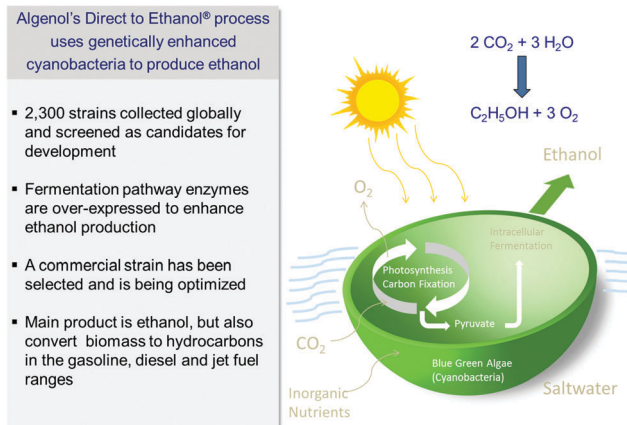 Algenol's Direct to Ethanol® process
uses genetically enhanced
cyanobacteria to produce ethanol
▪ 2,300 strains collected globally
and screened as candidates for
development
▪ Fermentation pathway enzymes
are over-expressed to enhance
ethanol production
▪ A commercial strain has been
selected and is being optimized
▪ Main product is ethanol, but also
convert biomass to hydrocarbons
in the gasoline, diesel and jet fuel
ranges
2 CO₂ + 3 H₂O
C₂H₅OH + 3 O₂
Ethanol
O₂
Intracellular
Fermentation
Photosynthesis
Carbon Fixation
Pyruvate
CO₂
Blue Green Algae
(Cyanobacteria)
Inorganic
Nutrients
Saltwater